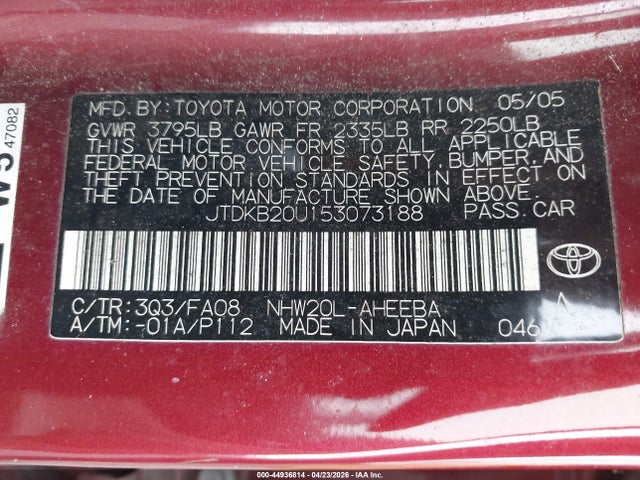 MFD. BY: TOYOTA MOTOR CORPORATION 05/05
GVWR 3795LB GAWR FR 2335LB RR 2250LB
THIS VEHICLE CONFORMS TO ALL APPLICABLE
FEDERAL MOTOR VEHICLE SAFETY, BUMPER, AND
THEFT PREVENTION STANDARDS IN EFFECT ON
THE DATE OF MANUFACTURE SHOWN ABOVE.
JTDKB20U153073188 PASS. CAR
C/TR: 3Q3/FA08 NHW20L-AHEEBA A
A/TM: -01A/P112 MADE IN JAPAN 046
W5 47082
000-44936814 - 04/23/2026 - IAA Inc.